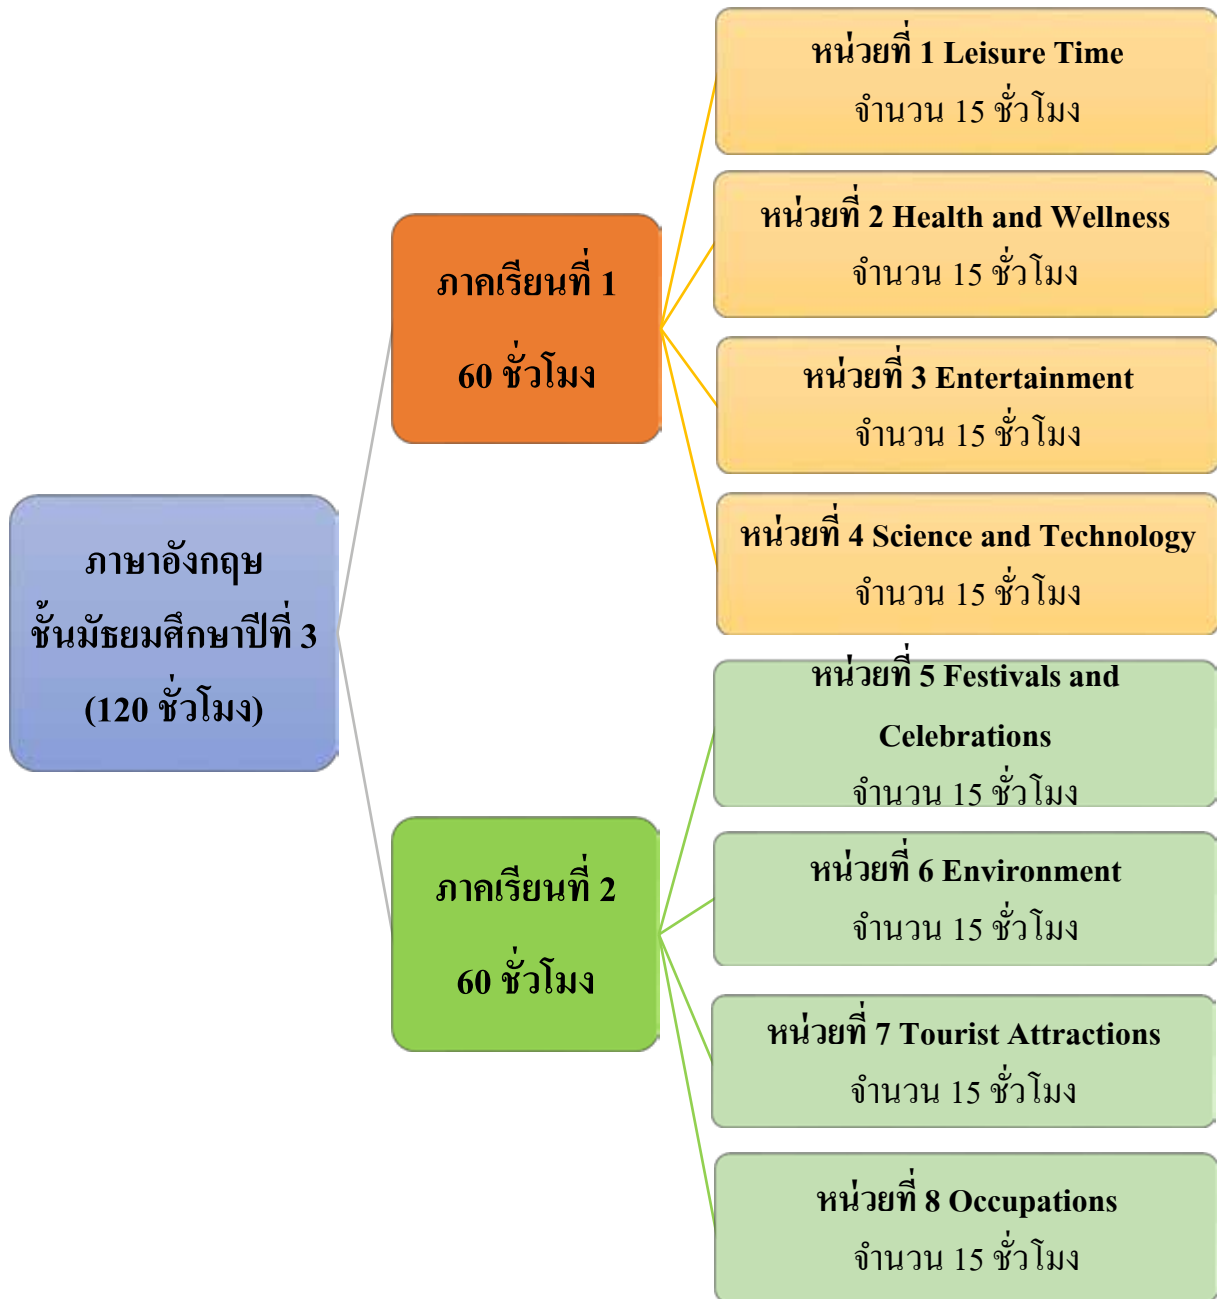 ภาษาอังกฤษ
ชั้นมัธยมศึกษาปีที่ 3
(120 ชั่วโมง)
ภาคเรียนที่ 1
60 ชั่วโมง
หน่วยที่ 1 Leisure Time
จำนวน 15 ชั่วโมง
หน่วยที่ 2 Health and Wellness
จำนวน 15 ชั่วโมง
หน่วยที่ 3 Entertainment
จำนวน 15 ชั่วโมง
หน่วยที่ 4 Science and Technology
จำนวน 15 ชั่วโมง
ภาคเรียนที่ 2
60 ชั่วโมง
หน่วยที่ 5 Festivals and
Celebrations
จำนวน 15 ชั่วโมง
หน่วยที่ 6 Environment
จำนวน 15 ชั่วโมง
หน่วยที่ 7 Tourist Attractions
จำนวน 15 ชั่วโมง
หน่วยที่ 8 Occupations
จำนวน 15 ชั่วโมง